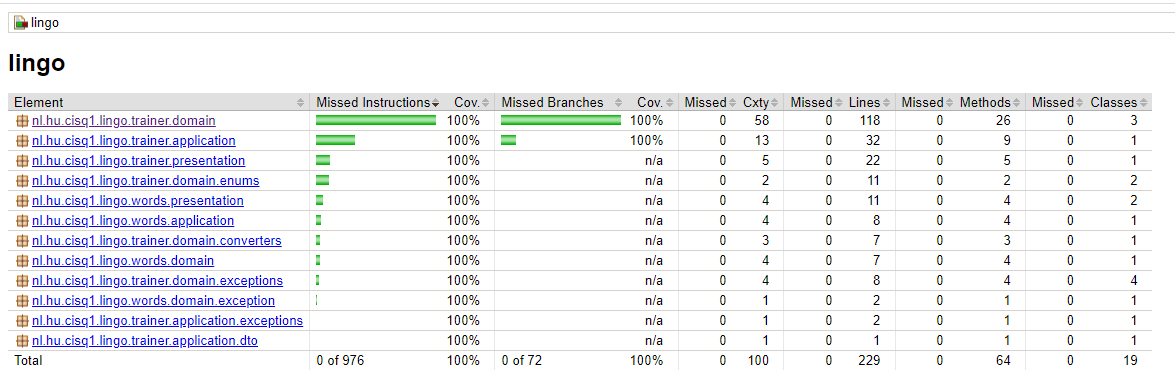 lingo
lingo
Element Missed Instructions Cov. Missed Branches Cov. Missed Cxty Missed Lines Missed Methods Missed Classes
nl.hu.cisq1.lingo.trainer.domain 100% 100% 0 58 0 118 0 26 0 3
nl.hu.cisq1.lingo.trainer.application 100% 100% 0 13 0 32 0 9 0 1
nl.hu.cisq1.lingo.trainer.presentation 100% n/a 0 5 0 22 0 5 0 1
nl.hu.cisq1.lingo.trainer.domain.enums 100% n/a 0 2 0 11 0 2 0 2
nl.hu.cisq1.lingo.words.presentation 100% n/a 0 4 0 11 0 4 0 2
nl.hu.cisq1.lingo.words.application 100% n/a 0 4 0 8 0 4 0 1
nl.hu.cisq1.lingo.trainer.domain.converters 100% n/a 0 3 0 7 0 3 0 1
nl.hu.cisq1.lingo.words.domain 100% n/a 0 4 0 7 0 4 0 1
nl.hu.cisq1.lingo.trainer.domain.exceptions 100% n/a 0 4 0 8 0 4 0 4
nl.hu.cisq1.lingo.words.domain.exception 100% n/a 0 1 0 2 0 1 0 1
nl.hu.cisq1.lingo.trainer.application.exceptions 100% n/a 0 1 0 2 0 1 0 1
nl.hu.cisq1.lingo.trainer.application.dto 100% n/a 0 1 0 1 0 1 0 1
Total 0 of 976 100% 0 of 72 100% 0 100 0 229 0 64 0 19